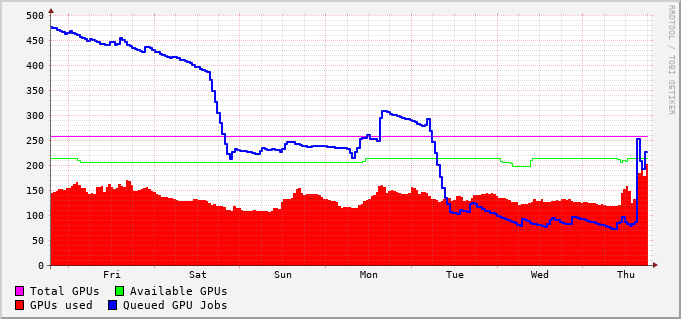 500
450
400
350
300
250
200
150
100
50
0
Fri Sat Sun Mon Tue Wed Thu
Total GPUs Available GPUs
GPUs used Queued GPU Jobs
RRDTOOL / TOBI OETIKER